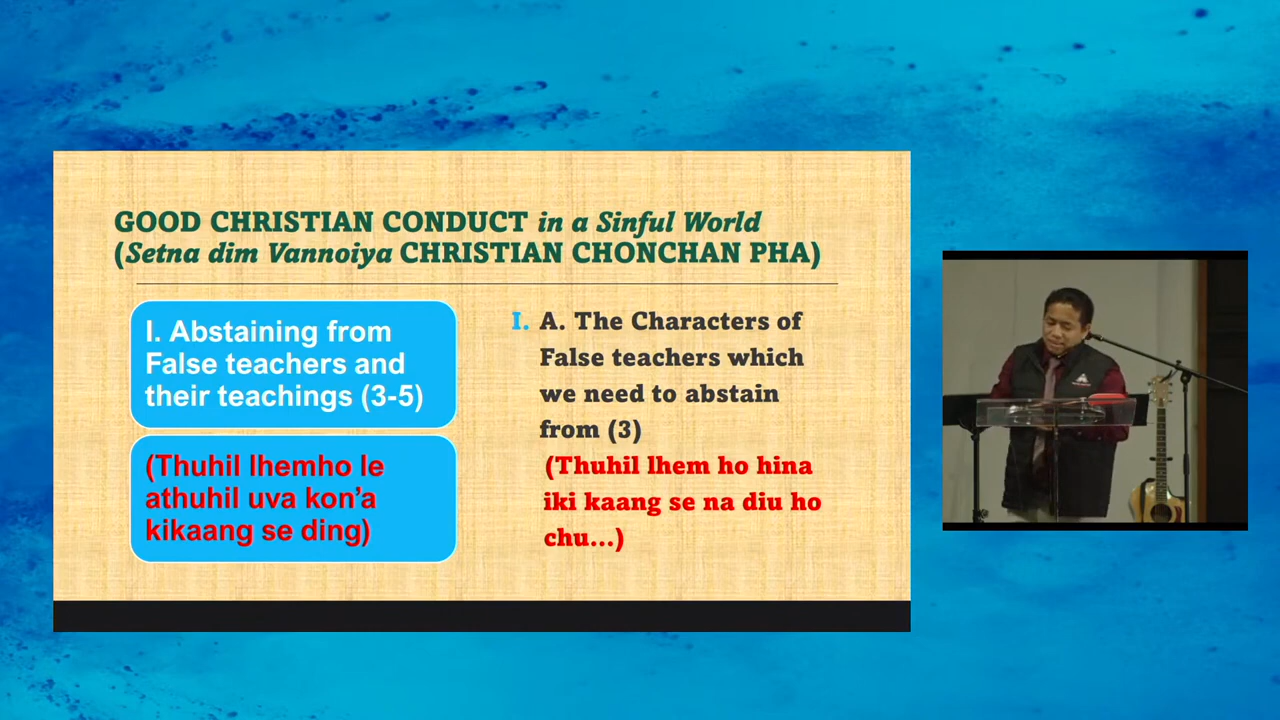 GOOD CHRISTIAN CONDUCT in a Sinful World
(Setna dim Vannoiya CHRISTIAN CHONCHAN PHA)
I. Abstaining from
False teachers and
their teachings (3-5)
(Thuhil lhemho le
athuhil uva kon’a
kikaang se ding)
I. A. The Characters of
False teachers which
we need to abstain
from (3)
(Thuhil lhem ho hina
iki kaang se na diu ho
chu...)